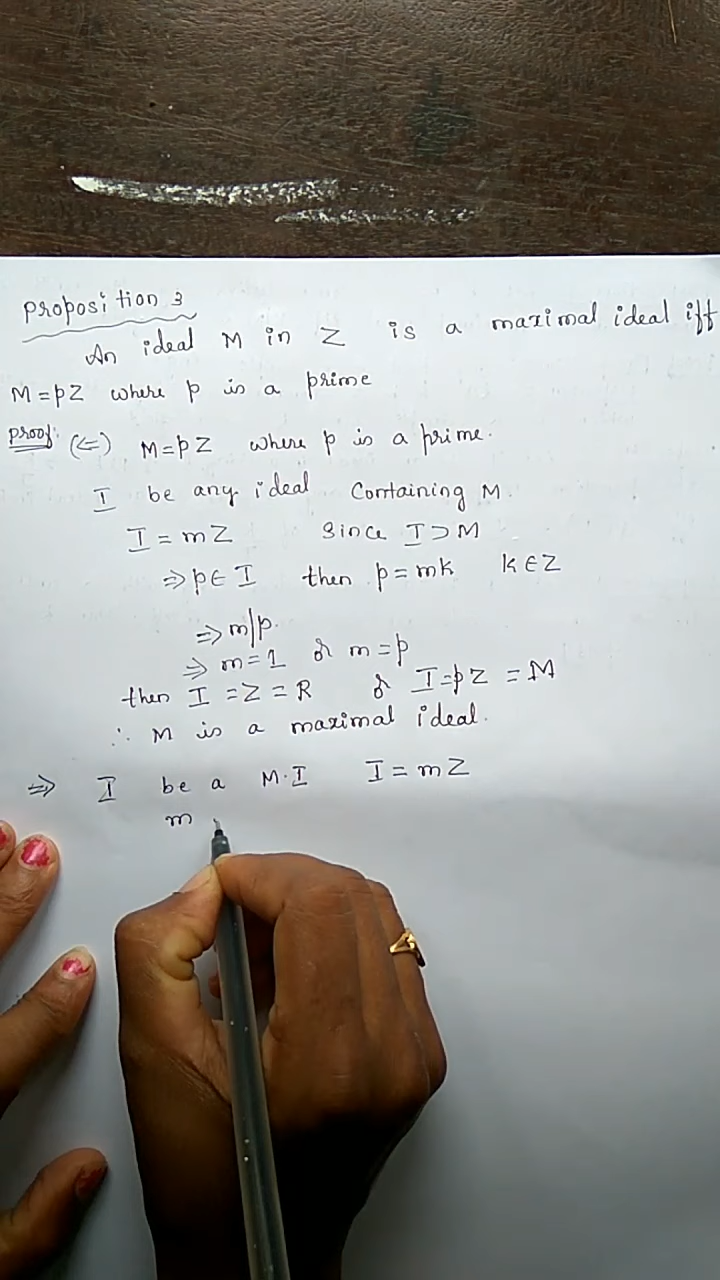 Proposition 3
An ideal M in Z is a maximal ideal iff
M = pZ where p is a prime
Proof: (⇐) M = pZ where p is a prime.
I be any ideal Containing M.
I = mZ Since I ⊃ M
⇒ p ∈ I then p = mk k ∈ Z
⇒ m/p.
⇒ m = 1 or m = p
then I = Z = R or I = pZ = M
∴ M is a maximal ideal.
⇒ I be a M.I I = mZ
m